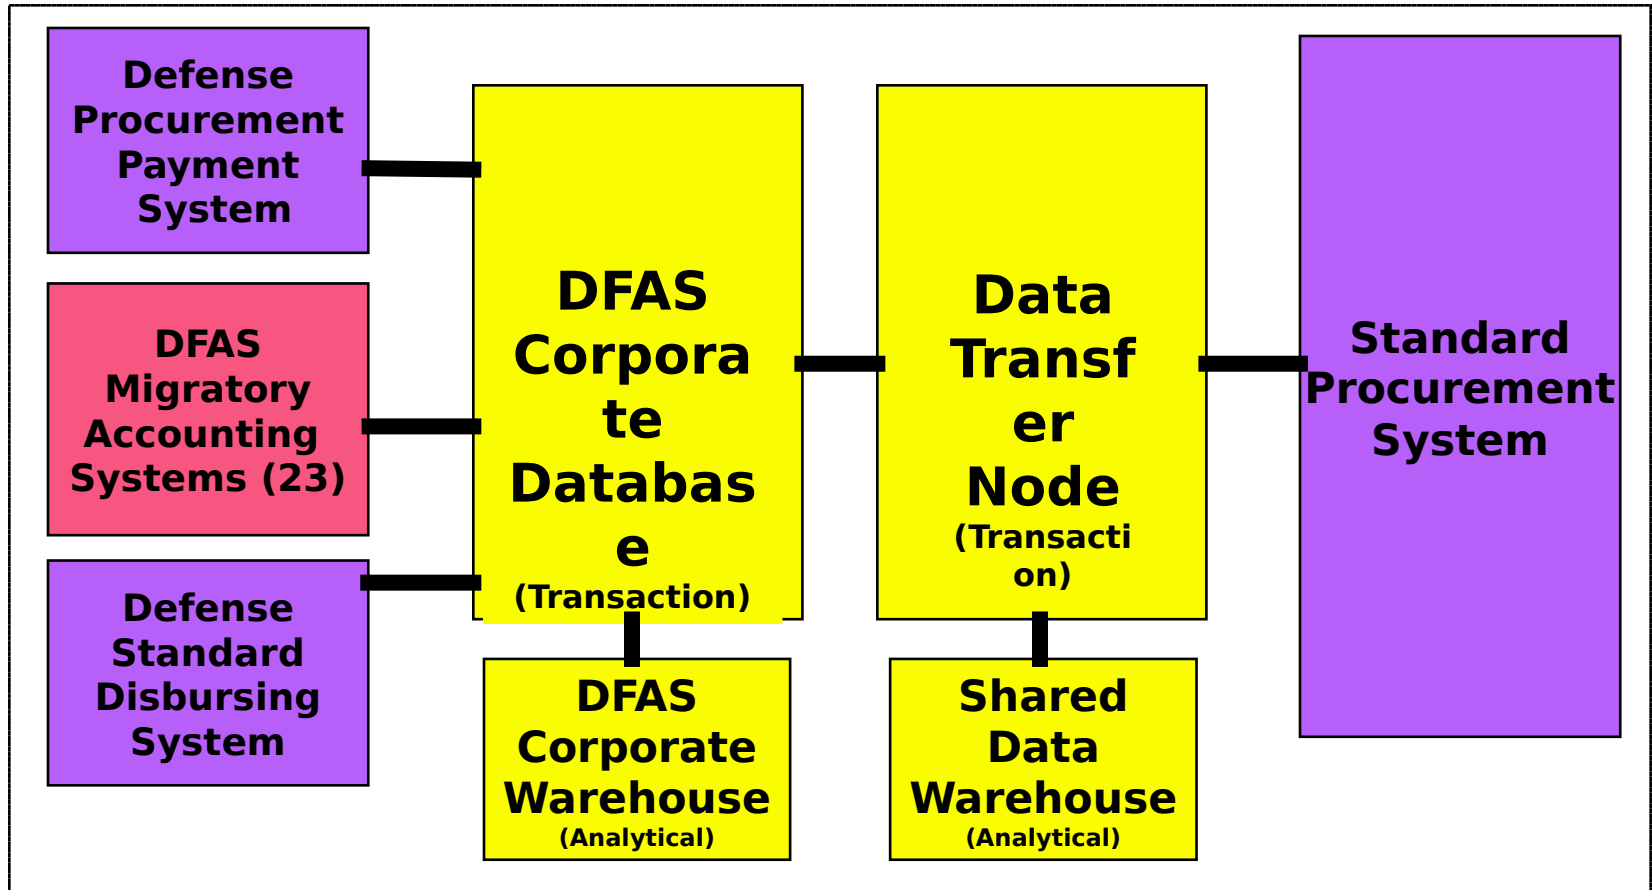 Defense
Procurement
Payment
System
DFAS
Migratory
Accounting
Systems (23)
Defense
Standard
Disbursing
System
DFAS
Corpora
te
Databas
e
(Transaction)
DFAS
Corporate
Warehouse
(Analytical)
Data
Transf
er
Node
(Transacti
on)
Shared
Data
Warehouse
(Analytical)
Standard
Procurement
System